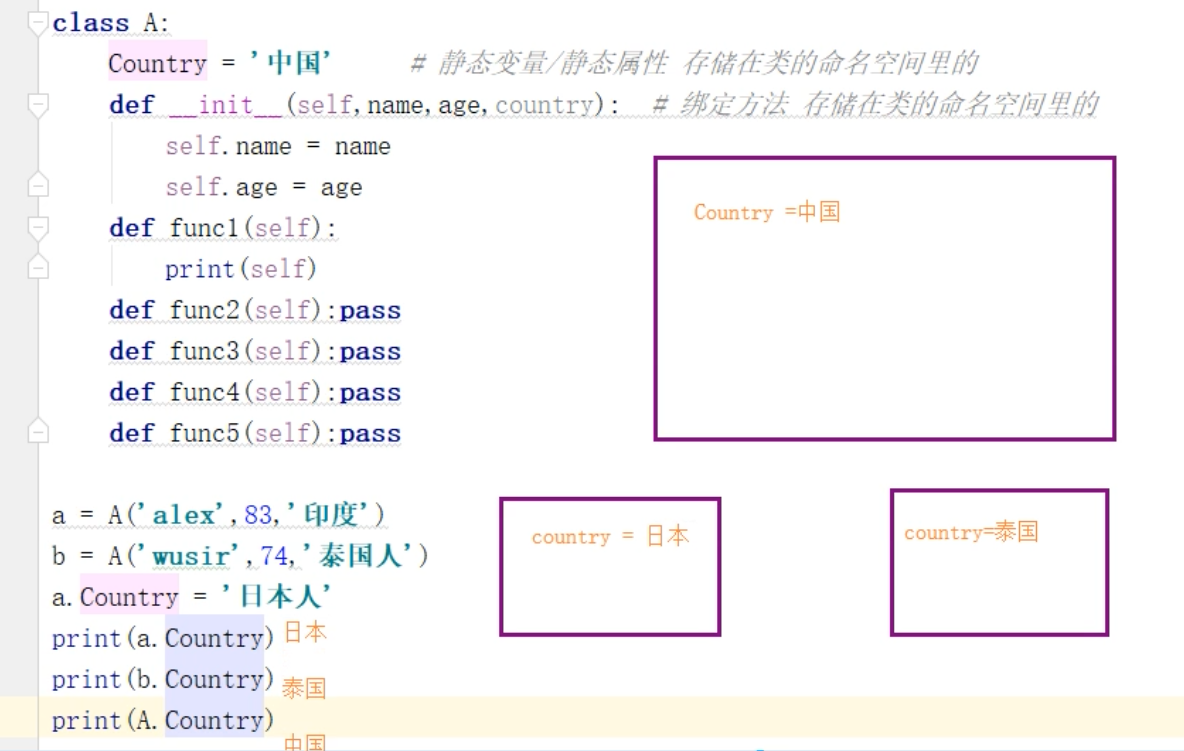 class A:
Country = '中国' # 静态变量/静态属性 存储在类的命名空间里的
def __init__(self,name,age,country): # 绑定方法 存储在类的命名空间里的
self.name = name
self.age = age
Country =中国
def func1(self):
print(self)
def func2(self):pass
def func3(self):pass
def func4(self):pass
def func5(self):pass
a = A('alex',83,'印度')
country = 日本
country=泰国
b = A('wusir',74,'泰国人')
a.Country = '日本人'
print(a.Country) 日本
print(b.Country) 泰国
print(A.Country)
中国